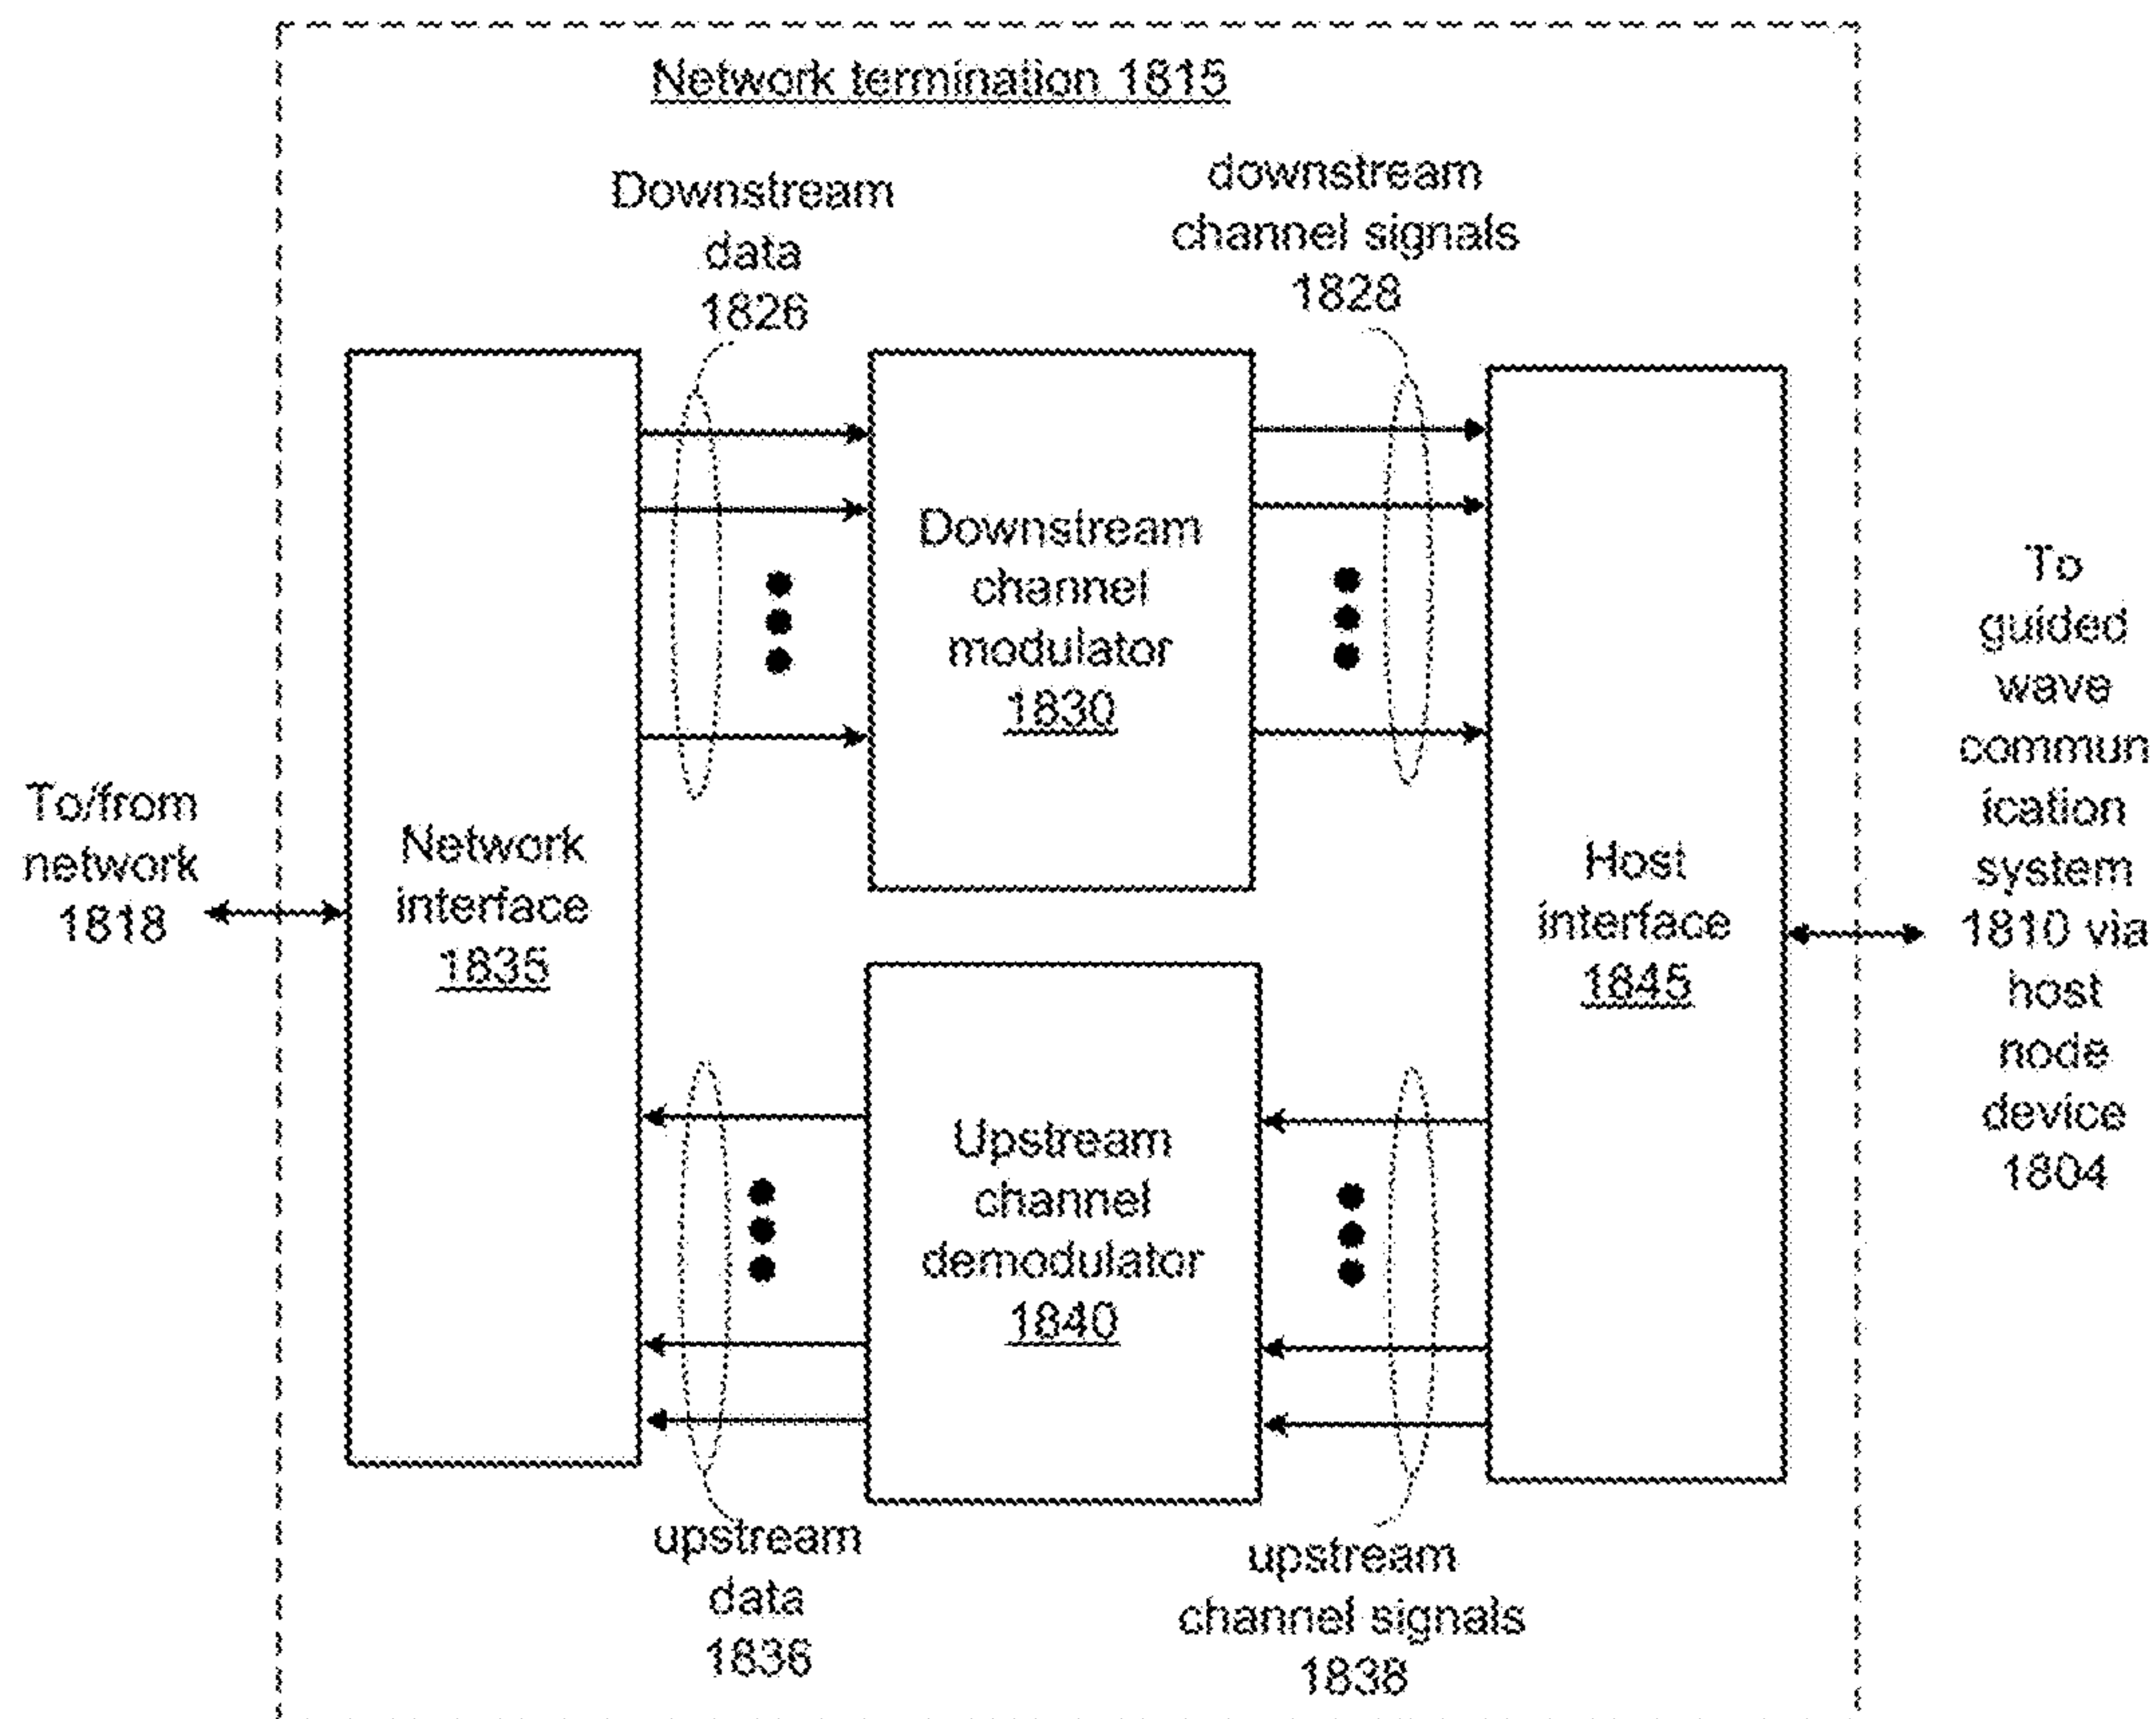 Network termination 1815
Downstream
data
1826
downstream
channel signals
1828
Downstream
channel
modulator
1830
To/from
network
1818
Network
interface
1835
Host
interface
1845
To
guided
wave
commun
ication
system
1810 via
host
node
device
1804
Upstream
channel
demodulator
1840
upstream
data
1836
upstream
channel signals
1838